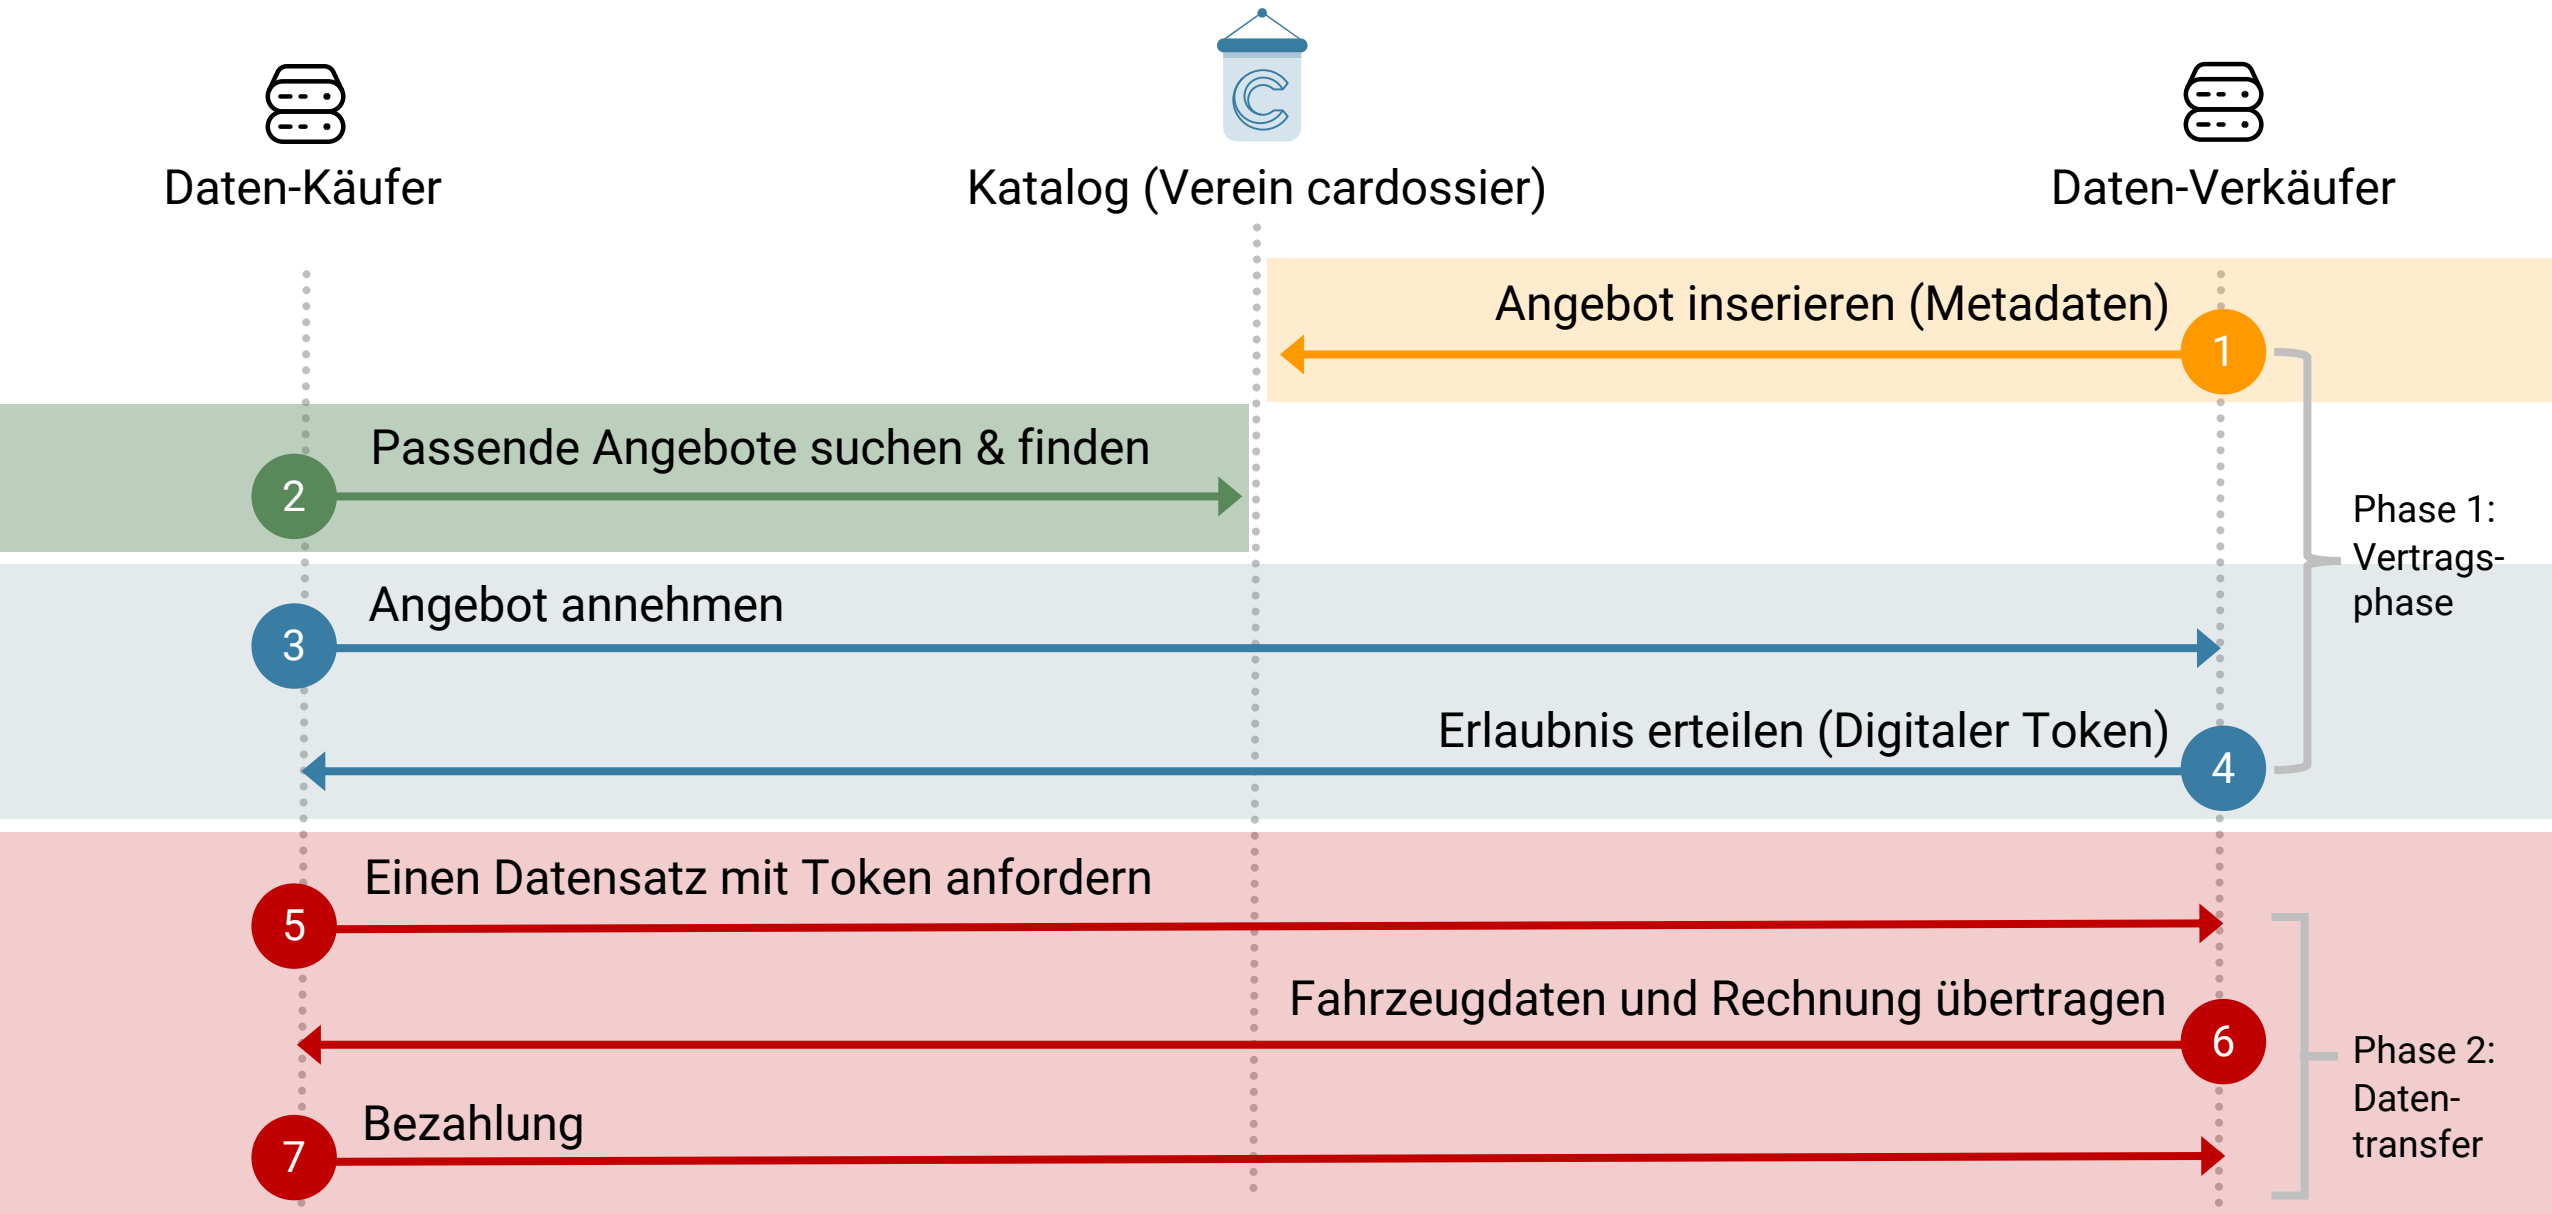 C
Daten-Käufer
Katalog (Verein cardossier)
Daten-Verkäufer
Angebot inserieren (Metadaten)
1
Passende Angebote suchen & finden
2
Phase 1:
Vertrags-
phase
Angebot annehmen
3
Erlaubnis erteilen (Digitaler Token)
4
Einen Datensatz mit Token anfordern
5
Fahrzeugdaten und Rechnung übertragen
6
Phase 2:
Daten-
transfer
Bezahlung
7